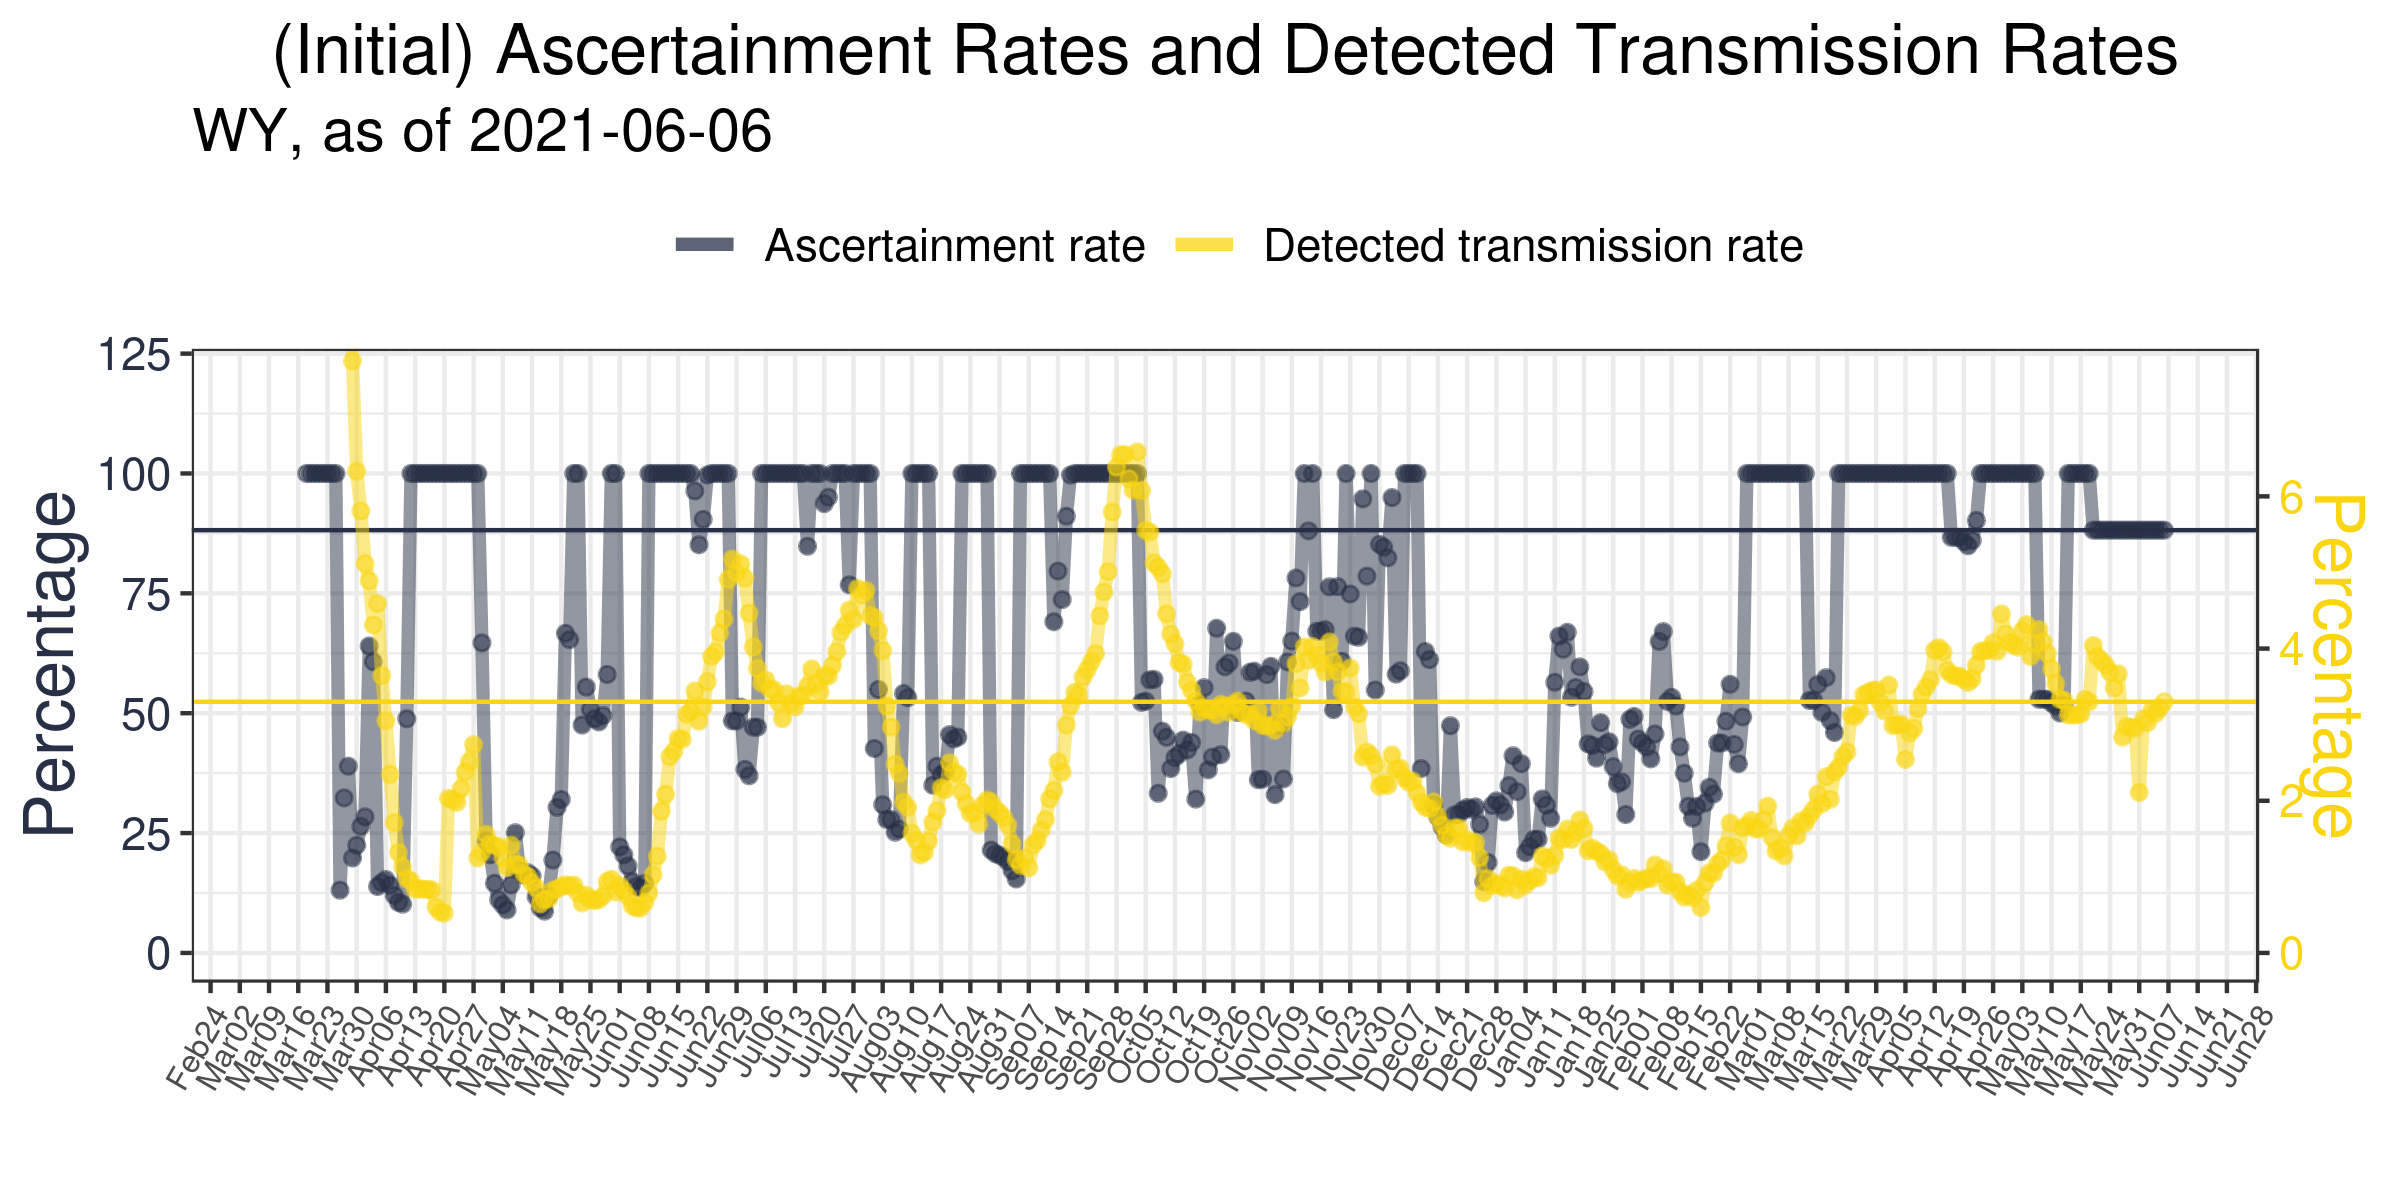 (Initial) Ascertainment Rates and Detected Transmission Rates
WY, as of 2021-06-06
Ascertainment rate
Detected transmission rate
Percentage
125
100
75
50
25
0
6
4
2
0
Percentage
Feb24
Mar02
Mar09
Mar16
Mar23
Mar30
Apr06
Apr13
Apr20
Apr27
May04
May11
May18
May25
Jun01
Jun08
Jun15
Jun22
Jun29
Jul06
Jul13
Jul20
Jul27
Aug03
Aug10
Aug17
Aug24
Aug31
Sep07
Sep14
Sep21
Sep28
Oct05
Oct12
Oct19
Oct26
Nov02
Nov09
Nov16
Nov23
Nov30
Dec07
Dec14
Dec21
Dec28
Jan04
Jan11
Jan18
Jan25
Feb01
Feb08
Feb15
Feb22
Mar01
Mar08
Mar15
Mar22
Mar29
Apr05
Apr12
Apr19
Apr26
May03
May10
May17
May24
May31
Jun07
Jun14
Jun21
Jun28